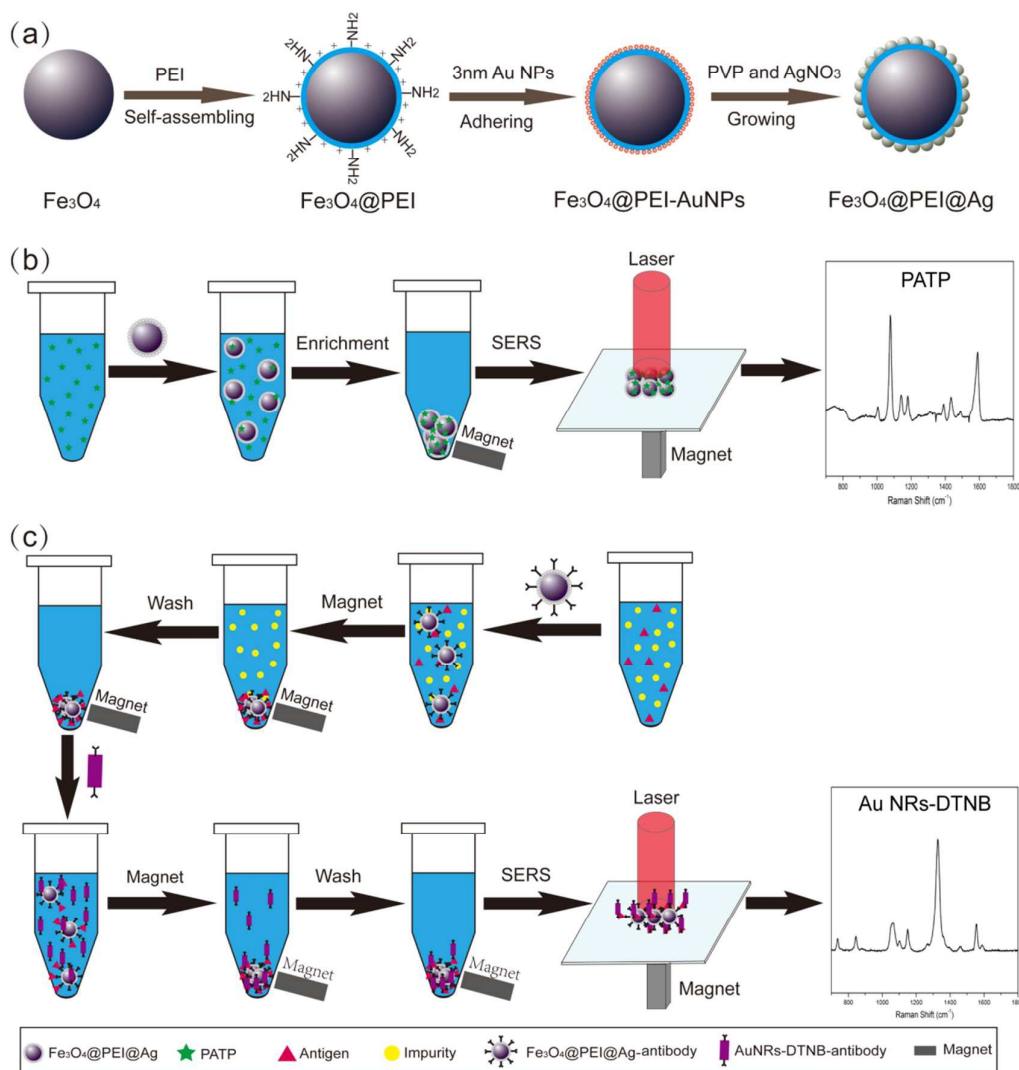 (a)
PEI
Self-assembling
2HN
2HN
NH2
NH2
NH2
NH2
NH2
2HN
+ + + + + + + + + + + + + + + +
3nm Au NPs
Adhering
PVP and AgNO₃
Growing
Fe₃O₄
Fe₃O₄@PEI
Fe₃O₄@PEI-AuNPs
Fe₃O₄@PEI@Ag
(b)
Enrichment
Magnet
SERS
Laser
Magnet
PATP
1000 1200 1400 1600 1800
Raman Shift (cm⁻¹)
(c)
Wash
Magnet
Magnet
Magnet
Magnet
Wash
Magnet
Magnet
SERS
Laser
Magnet
Au NRs-DTNB
800 1000 1200 1400 1600 1800
Raman Shift (cm⁻¹)
Fe₃O₄@PEI@Ag PATP Antigen Impurity Fe₃O₄@PEI@Ag-antibody AuNRs-DTNB-antibody Magnet